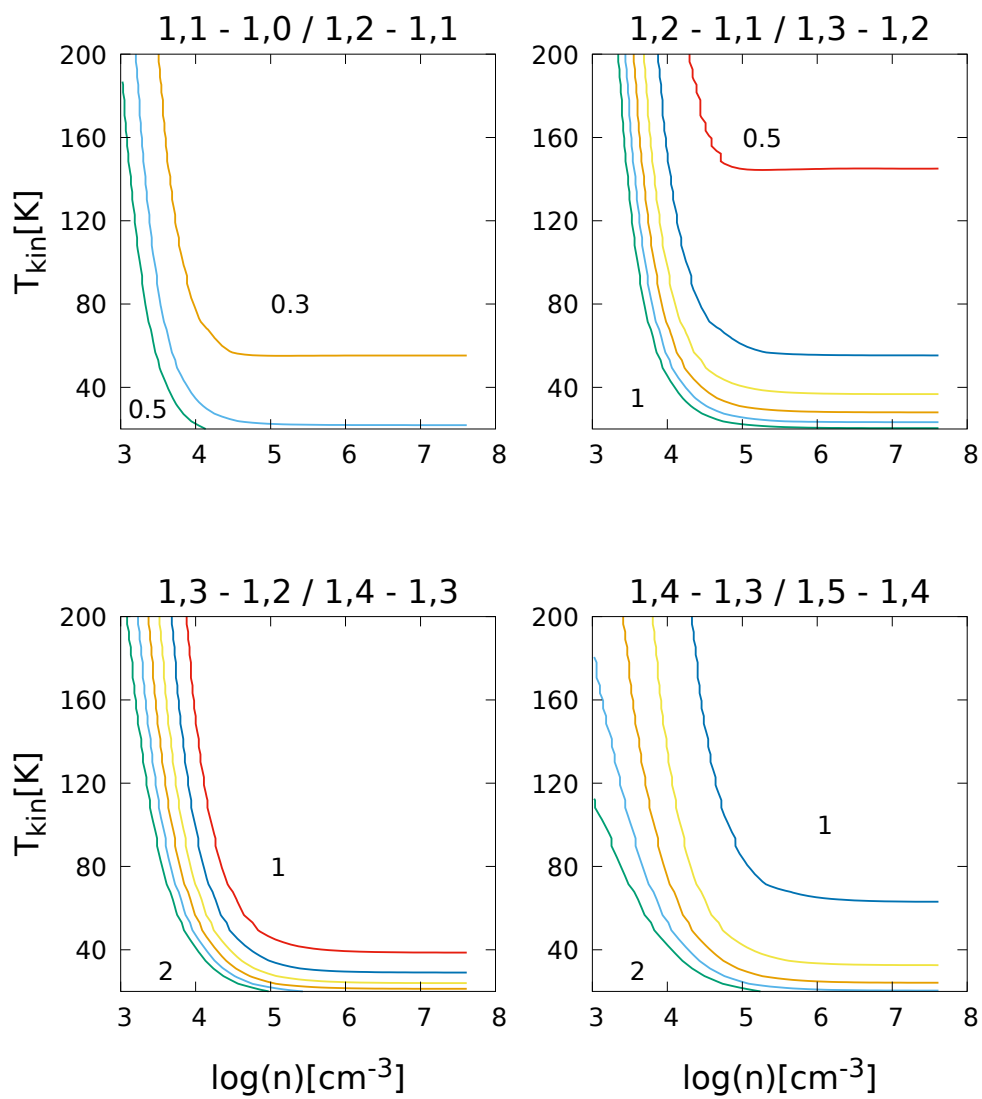 1,1 - 1,0 / 1,2 - 1,1
1,2 - 1,1 / 1,3 - 1,2
T_kin[K]
200
160
120
80
40
0.3
0.5
3 4 5 6 7 8
200
160
120
80
40
0.5
1
3 4 5 6 7 8
1,3 - 1,2 / 1,4 - 1,3
1,4 - 1,3 / 1,5 - 1,4
T_kin[K]
200
160
120
80
40
1
2
3 4 5 6 7 8
log(n)[cm⁻³]
200
160
120
80
40
1
2
3 4 5 6 7 8
log(n)[cm⁻³]